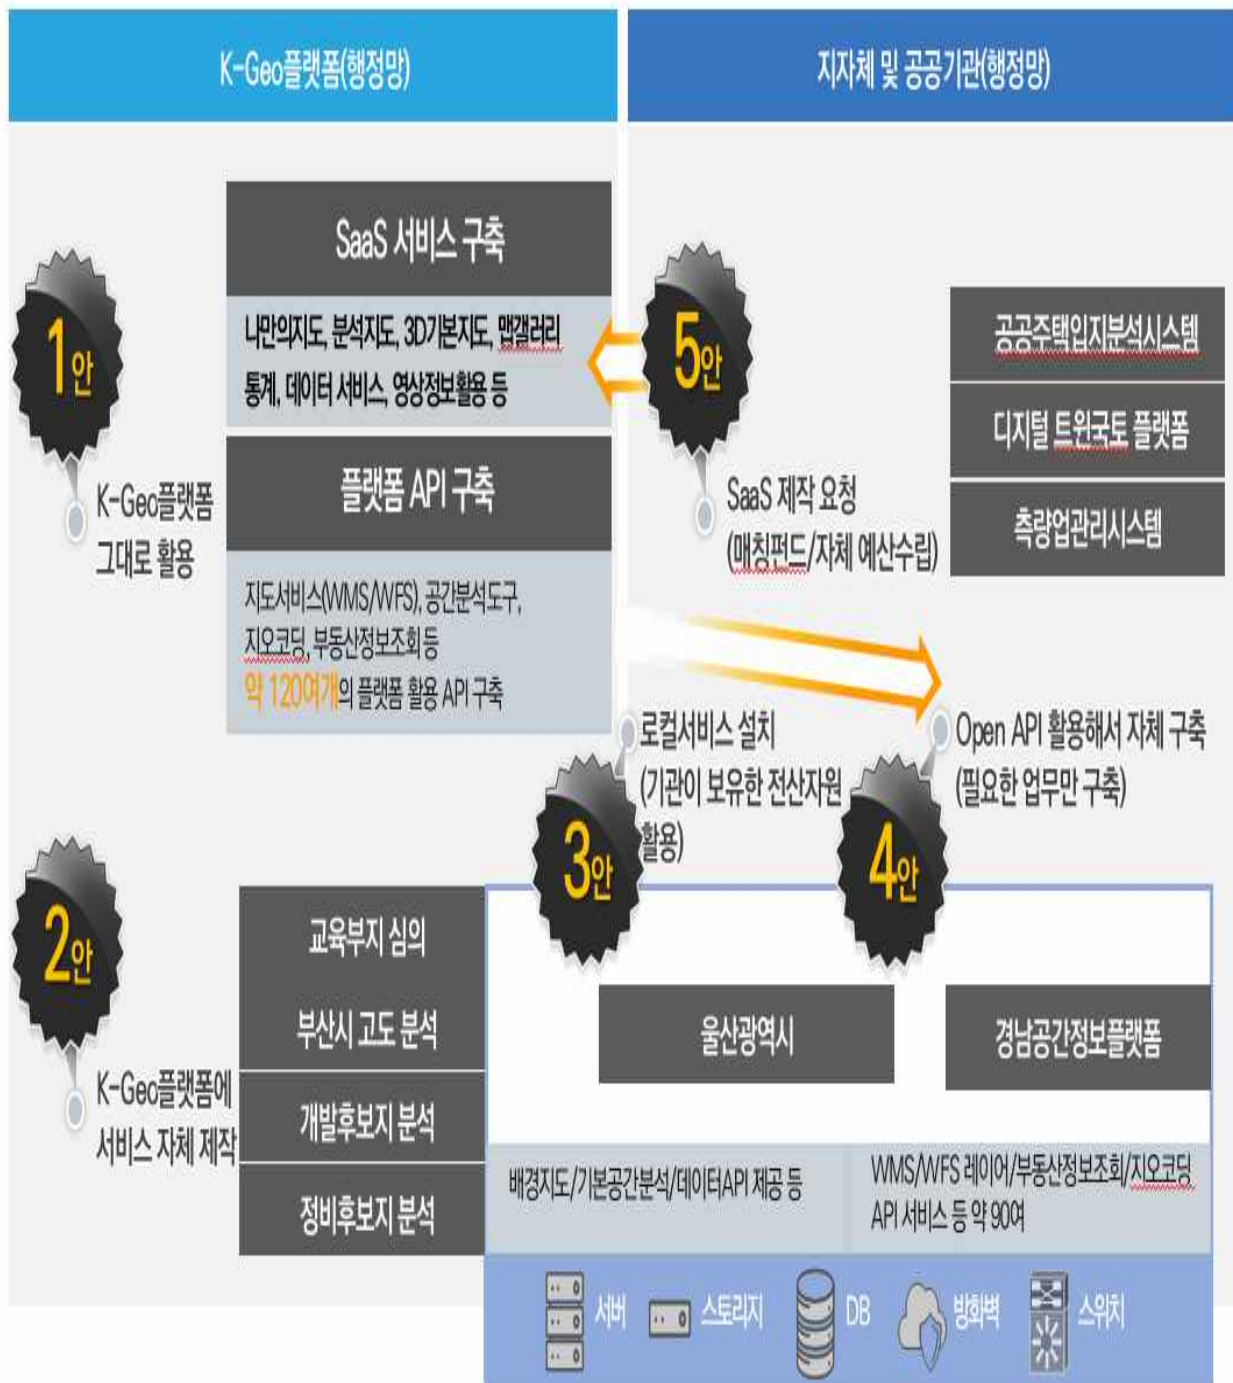 K-Geo플랫폼(행정망)
지자체 및 공공기관(행정망)
1안
K-Geo플랫폼
그대로 활용
SaaS 서비스 구축
나만의지도, 분석지도, 3D기본지도, 맵갤러리
통계, 데이터 서비스, 영상정보활용 등
플랫폼 API 구축
지도서비스(WMS/WFS), 공간분석도구,
지오코딩, 부동산정보조회 등
약 120여개의 플랫폼 활용 API 구축
5안
SaaS 제작 요청
(매칭펀드/자체 예산수립)
공공주택입지분석시스템
디지털 트윈국토 플랫폼
측량업관리시스템
로컬서비스 설치
(기관이 보유한 전산자원
활용)
3안
Open API 활용해서 자체 구축
(필요한 업무만 구축)
4안
2안
K-Geo플랫폼에
서비스 자체 제작
교육부지 심의
부산시 고도 분석
개발후보지 분석
정비후보지 분석
울산광역시
경남공간정보플랫폼
배경지도/기본공간분석/데이터API 제공 등
WMS/WFS 레이어/부동산정보조회/지오코딩
API 서비스 등 약 90여
서버
스토리지
DB
방화벽
스위치